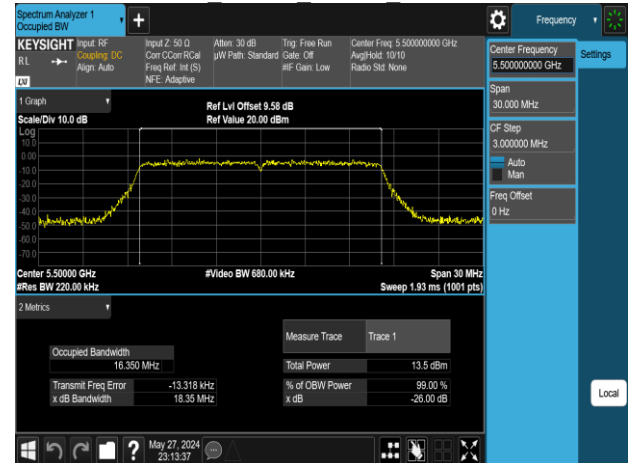 Spectrum Analyzer 1
Occupied BW
Frequency
KEYSIGHT
RL
LXI
Input: RF
Coupling: DC
Align: Auto
Input Z: 50 Ω
Corr CCorr RCal
Freq Ref: Int (S)
NFE: Adaptive
Atten: 30 dB
µW Path: Standard
Trig: Free Run
Gate: Off
#IF Gain: Low
Center Freq: 5.500000000 GHz
Avg|Hold: 10/10
Radio Std: None
Center Frequency
5.500000000 GHz
Settings
Span
30.000 MHz
CF Step
3.000000 MHz
Auto
Man
Freq Offset
0 Hz
Local
1 Graph
Scale/Div 10.0 dB
Ref Lvl Offset 9.58 dB
Ref Value 20.00 dBm
Log
10.0
0.00
-10.0
-20.0
-30.0
-40.0
-50.0
-60.0
-70.0
Center 5.50000 GHz
#Res BW 220.00 kHz
#Video BW 680.00 kHz
Span 30 MHz
Sweep 1.93 ms (1001 pts)
2 Metrics
Measure Trace Trace 1
Occupied Bandwidth
16.350 MHz
Total Power 13.5 dBm
Transmit Freq Error -13.318 kHz
% of OBW Power 99.00 %
x dB Bandwidth 18.35 MHz
x dB -26.00 dB
May 27, 2024
23:13:37